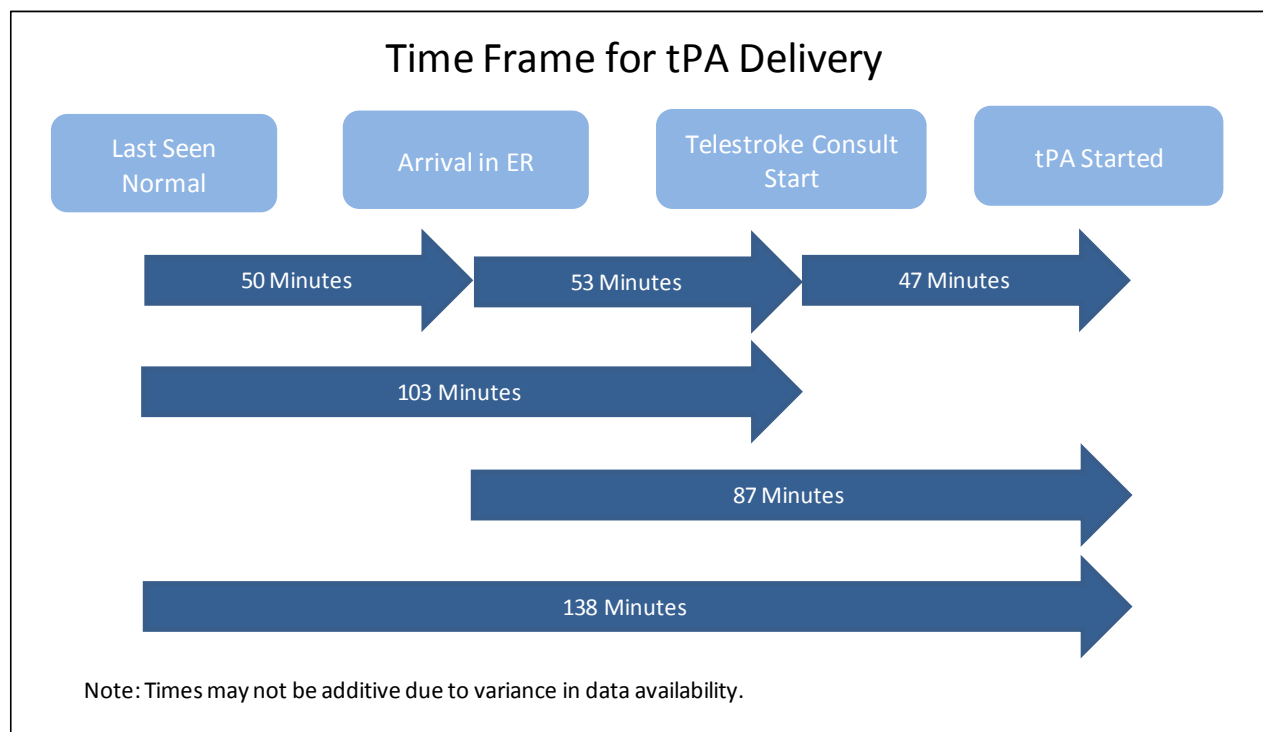 Time Frame for tPA Delivery
Last Seen
Normal
Arrival in ER
Telestroke Consult
Start
tPA Started
50 Minutes
53 Minutes
47 Minutes
103 Minutes
87 Minutes
138 Minutes
Note: Times may not be additive due to variance in data availability.